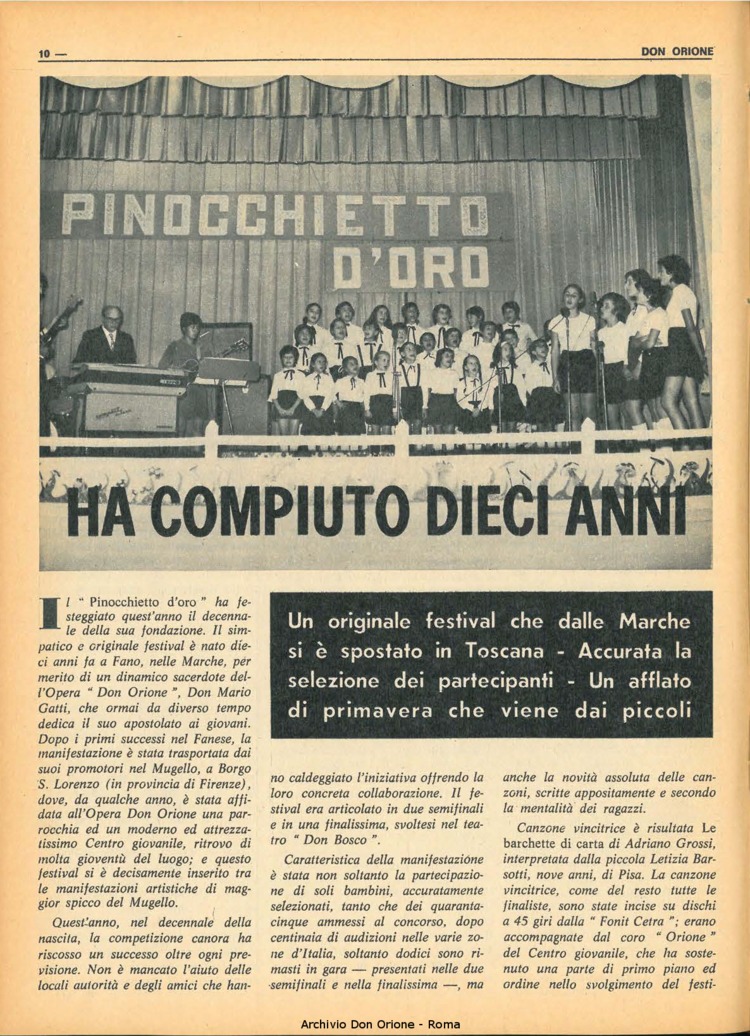 10 —
DON ORIONE
PINOCCHIETTO
D'ORO
HA COMPIUTO DIECI ANNI
Il “ Pinocchietto d'oro ” ha fe-
steggiato quest'anno il decenna-
le della sua fondazione. Il sim-
patico e originale festival è nato die-
ci anni fa a Fano, nelle Marche, per
merito di un dinamico sacerdote del-
l'Opera “ Don Orione ”, Don Mario
Gatti, che ormai da diverso tempo
dedica il suo apostolato ai giovani.
Dopo i primi successi nel Fanese, la
manifestazione è stata trasportata dai
suoi promotori nel Mugello, a Borgo
S. Lorenzo (in provincia di Firenze),
dove, da qualche anno, è stata affi-
data all'Opera Don Orione una par-
rocchia ed un moderno ed attrezza-
tissimo Centro giovanile, ritrovo di
molta gioventù del luogo; e questo
festival si è decisamente inserito tra
le manifestazioni artistiche di mag-
gior spicco del Mugello.
Quest'anno, nel decennale della
nascita, la competizione canora ha
riscosso un successo oltre ogni pre-
visione. Non è mancato l'aiuto delle
locali autorità e degli amici che han-
Un originale festival che dalle Marche
si è spostato in Toscana - Accurata la
selezione dei partecipanti - Un afflato
di primavera che viene dai piccoli
no caldeggiato l'iniziativa offrendo la
loro concreta collaborazione. Il fe-
stival era articolato in due semifinali
e in una finalissima, svoltesi nel tea-
tro “ Don Bosco ”.
Caratteristica della manifestazione
è stata non soltanto la partecipazio-
ne di soli bambini, accuratamente
selezionati, tanto che dei quaranta-
cinque ammessi al concorso, dopo
centinaia di audizioni nelle varie zo-
ne d'Italia, soltanto dodici sono ri-
masti in gara — presentati nelle due
semifinali e nella finalissima —, ma
anche la novità assoluta delle can-
zoni, scritte appositamente e secondo
la mentalità dei ragazzi.
Canzone vincitrice è risultata Le
barchette di carta di Adriano Grossi,
interpretata dalla piccola Letizia Bar-
sotti, nove anni, di Pisa. La canzone
vincitrice, come del resto tutte le
finaliste, sono state incise su dischi
a 45 giri dalla “ Fonit Cetra ”; erano
accompagnate dal coro “ Orione ”
del Centro giovanile, che ha soste-
nuto una parte di primo piano ed
ordine nello svolgimento del festi-
Archivio Don Orione - Roma